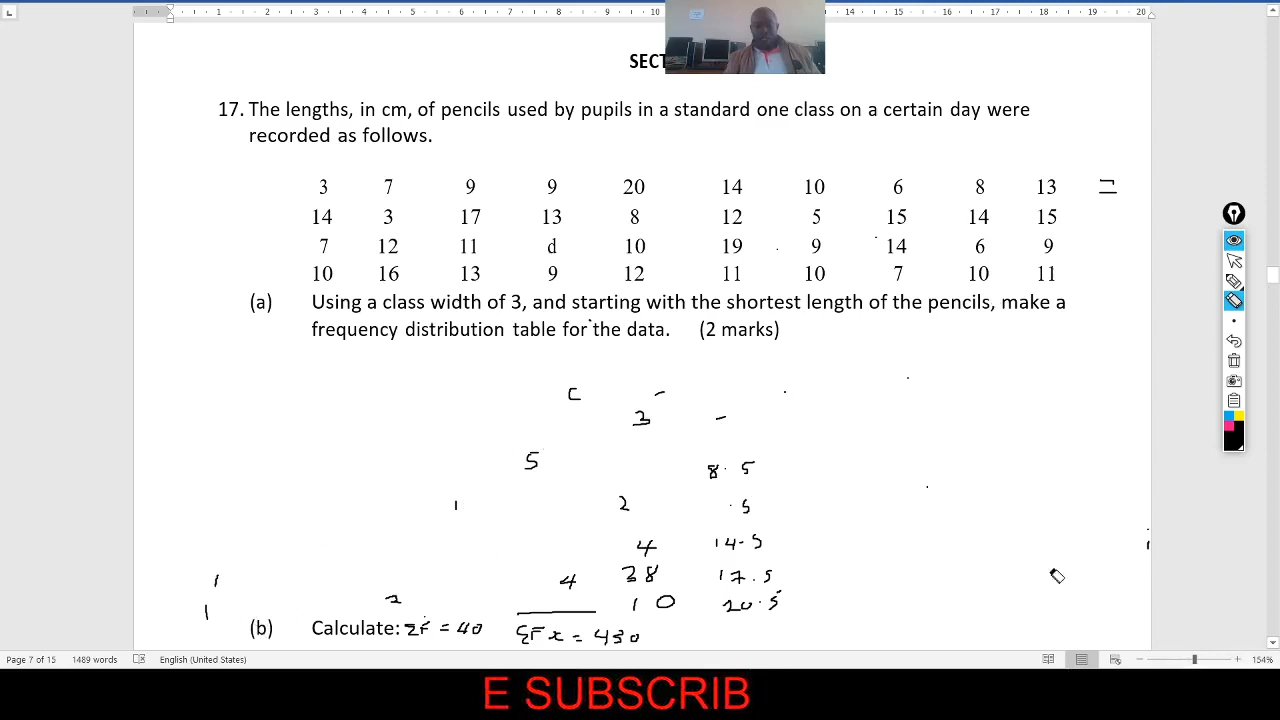 SECT
17. The lengths, in cm, of pencils used by pupils in a standard one class on a certain day were
recorded as follows.
3 7 9 9 20 14 10 6 8 13
14 3 17 13 8 12 5 15 14 15
7 12 11 d 10 19 9 14 6 9
10 16 13 9 12 11 10 7 10 11
(a) Using a class width of 3, and starting with the shortest length of the pencils, make a
frequency distribution table for the data. (2 marks)
3 -
5 8.5
1 2 .5
4 14.5
1 4 38 17.5
1 2 10 20.5
(b) Calculate: ΣF = 40 ΣFx = 430
Page 7 of 15 1489 words English (United States) 154%
E SUBSCRIB